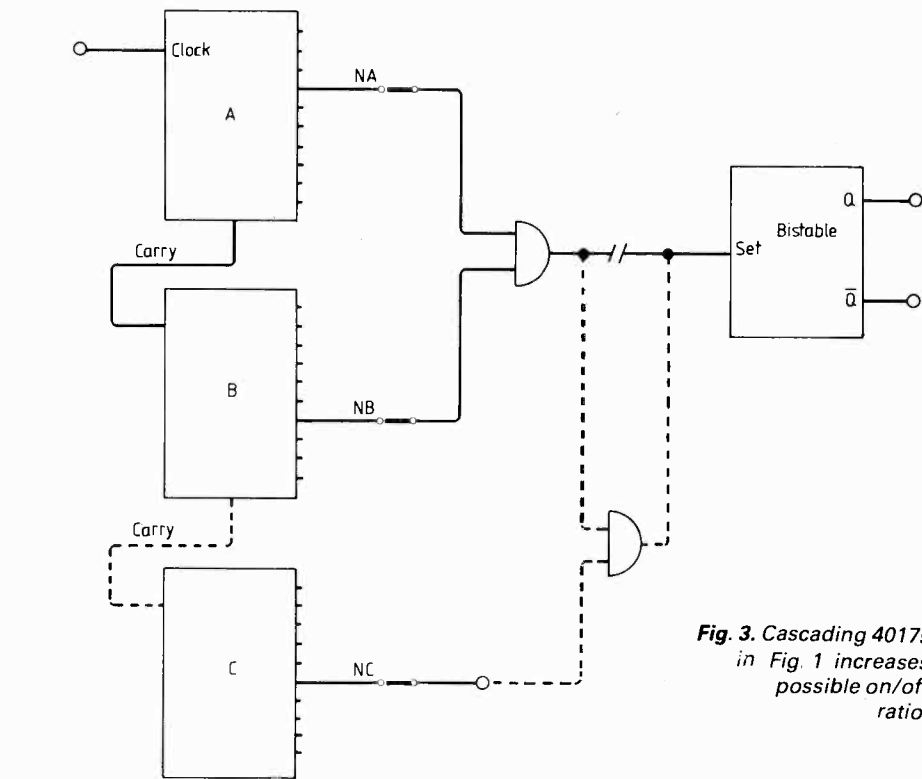 Clock
NA
A
Carry
Q
Bistable
Set
Q̅
B
NB
Carry
C
NC
Fig. 3. Cascading 4017s
in Fig. 1 increases
possible on/of
ratio